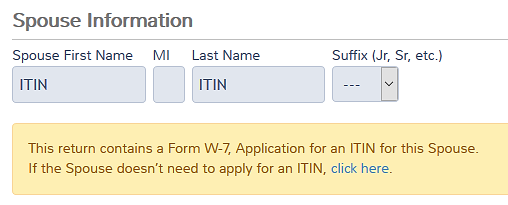 Spouse Information
Spouse First Name MI Last Name Suffix (Jr, Sr, etc.)
ITIN ITIN ---
This return contains a Form W-7, Application for an ITIN for this Spouse.
If the Spouse doesn't need to apply for an ITIN, click here.